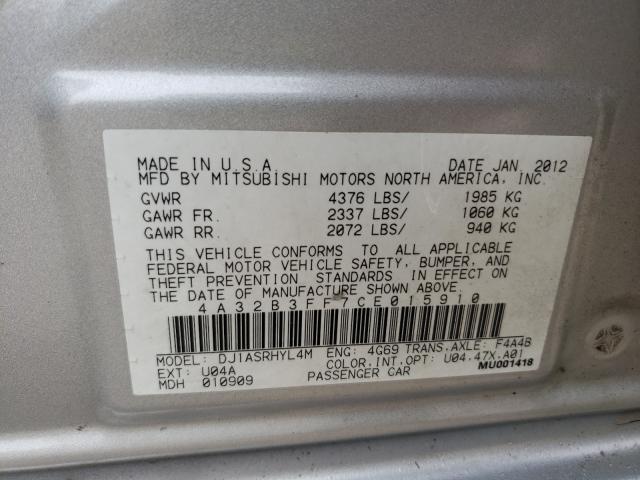 MADE IN U.S.A. DATE JAN. 2012
MFD BY MITSUBISHI MOTORS NORTH AMERICA, INC.
GVWR 4376 LBS/ 1985 KG
GAWR FR. 2337 LBS/ 1060 KG
GAWR RR. 2072 LBS/ 940 KG
THIS VEHICLE CONFORMS TO ALL APPLICABLE
FEDERAL MOTOR VEHICLE SAFETY, BUMPER, AND
THEFT PREVENTION STANDARDS IN EFFECT ON
THE DATE OF MANUFACTURE SHOWN ABOVE.
4A32B3FF7CE015910
MODEL: DJ1ASRHYL4M ENG: 4G69 TRANS.AXLE: F4A4B
EXT: U04A COLOR,INT,OPT: U04.47X.A01
MDH 010909 PASSENGER CAR MU001418